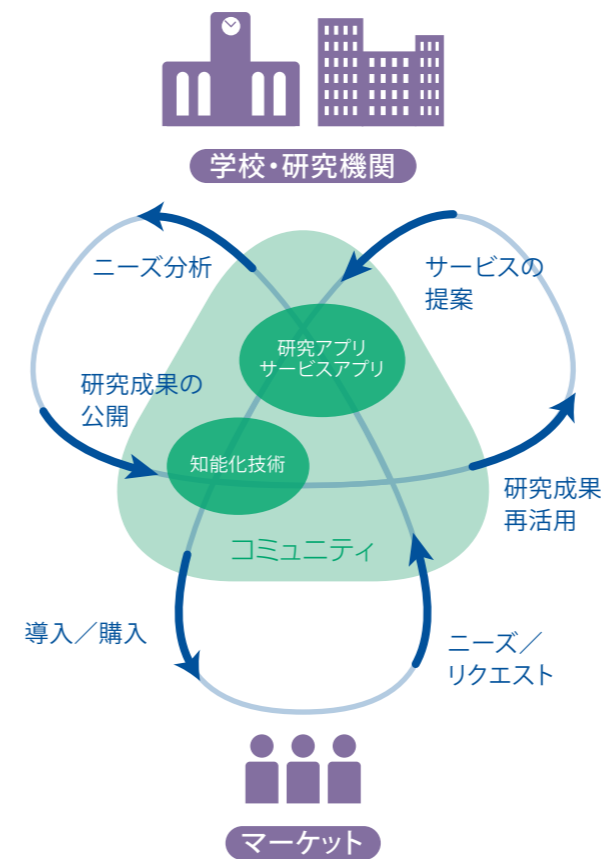 学校・研究機関
ニーズ分析
サービスの
提案
研究アプリ
サービスアプリ
研究成果の
公開
知能化技術
研究成果
再活用
コミュニティ
導入／購入
ニーズ／
リクエスト
マーケット